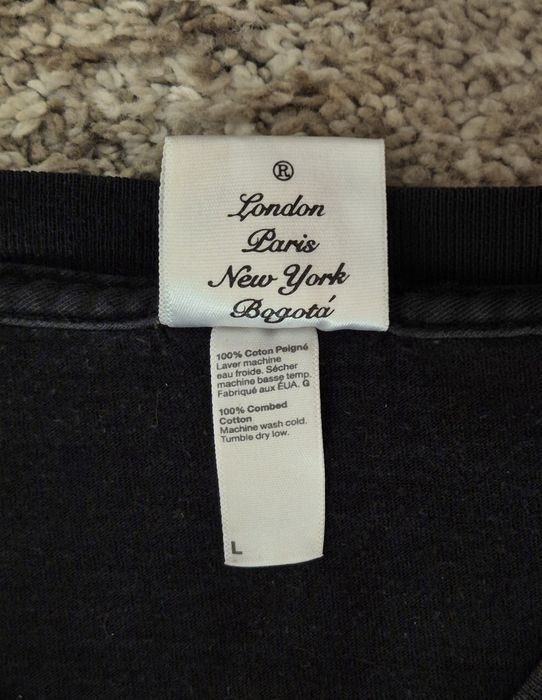 ®
London
Paris
New York
Bogotá
100% Coton Peigné
Laver machine
eau froide. Sécher
machine basse temp.
Fabriqué aux ÉUA. G
100% Combed
Cotton
Machine wash cold.
Tumble dry low.
L